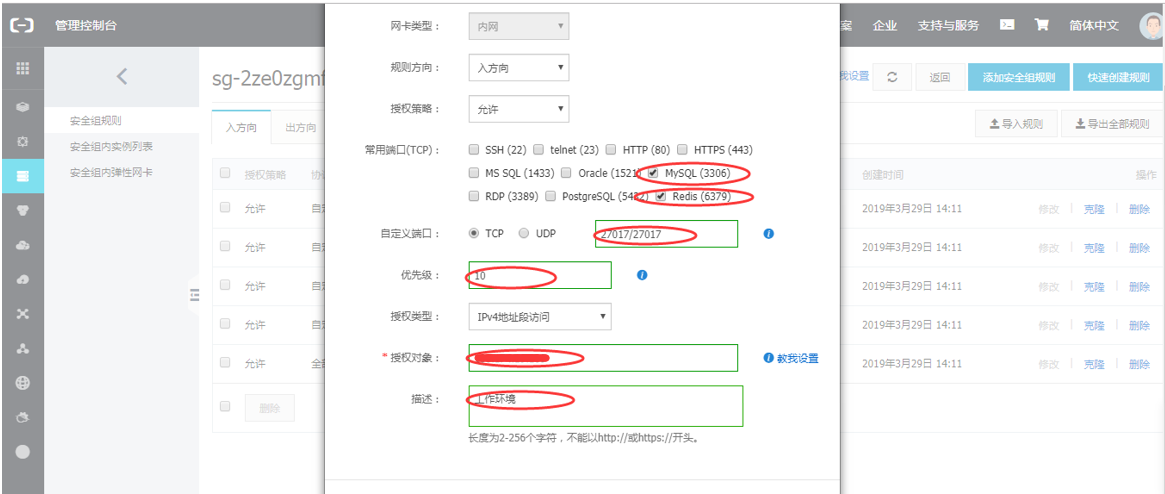 管理控制台
案 企业 支持与服务 简体中文
sg-2ze0zgmf
我设置 返回 添加安全组规则 快速创建规则
安全组规则
安全组内实例列表
安全组内弹性网卡
入方向 出方向
导入规则 导出全部规则
授权策略 协
创建时间 操作
允许 自
2019年3月29日 14:11 修改 克隆 删除
允许 自
2019年3月29日 14:11 修改 克隆 删除
允许 自
2019年3月29日 14:11 修改 克隆 删除
允许 自
2019年3月29日 14:11 修改 克隆 删除
允许 全
2019年3月29日 14:11 修改 克隆 删除
删除
网卡类型： 内网
规则方向： 入方向
授权策略： 允许
常用端口(TCP)： SSH (22) telnet (23) HTTP (80) HTTPS (443)
MS SQL (1433) Oracle (1521) MySQL (3306)
RDP (3389) PostgreSQL (5432) Redis (6379)
自定义端口： TCP UDP 27017/27017
优先级： 10
授权类型： IPv4地址段访问
* 授权对象： 教我设置
描述： 工作环境
长度为2-256个字符，不能以http://或https://开头。